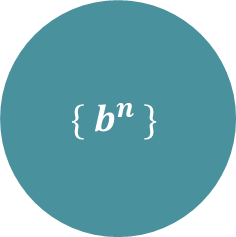 { bⁿ }